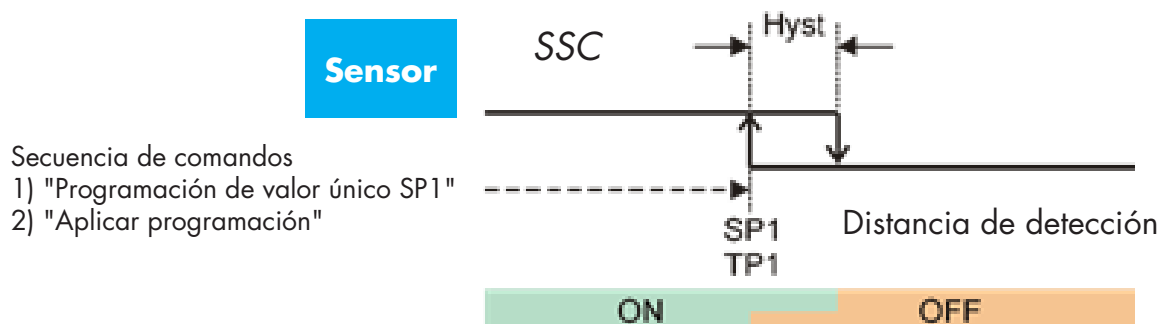 Hyst
SSC
Sensor
Secuencia de comandos
1) "Programación de valor único SP1"
2) "Aplicar programación"
SP1
TP1
Distancia de detección
ON
OFF